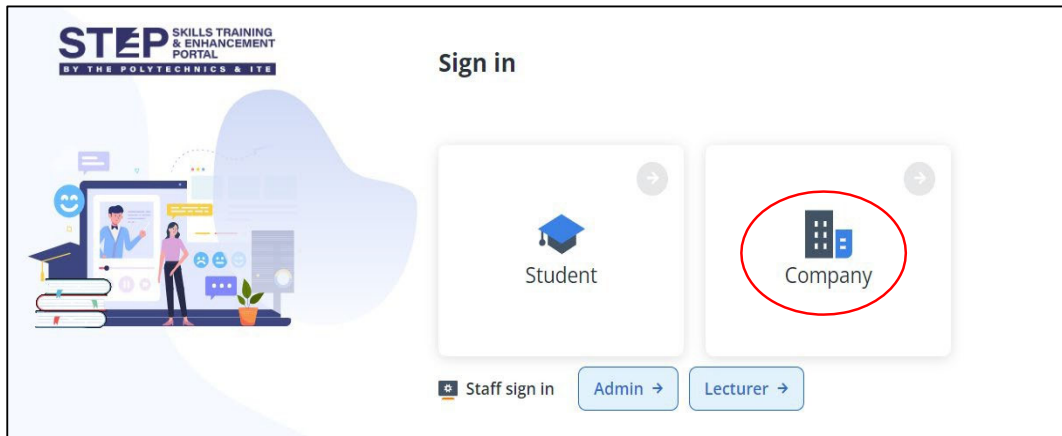 STEP SKILLS TRAINING
& ENHANCEMENT
PORTAL
BY THE POLYTECHNICS & ITE
Sign in
Student
Company
Staff sign in
Admin →
Lecturer →